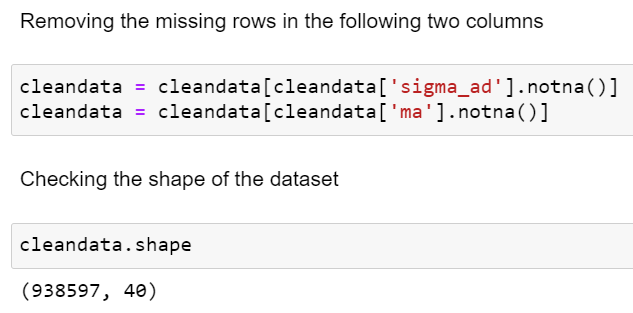 Removing the missing rows in the following two columns
cleandata = cleandata[cleandata['sigma_ad'].notna()]
cleandata = cleandata[cleandata['ma'].notna()]
Checking the shape of the dataset
cleandata.shape
(938597, 40)